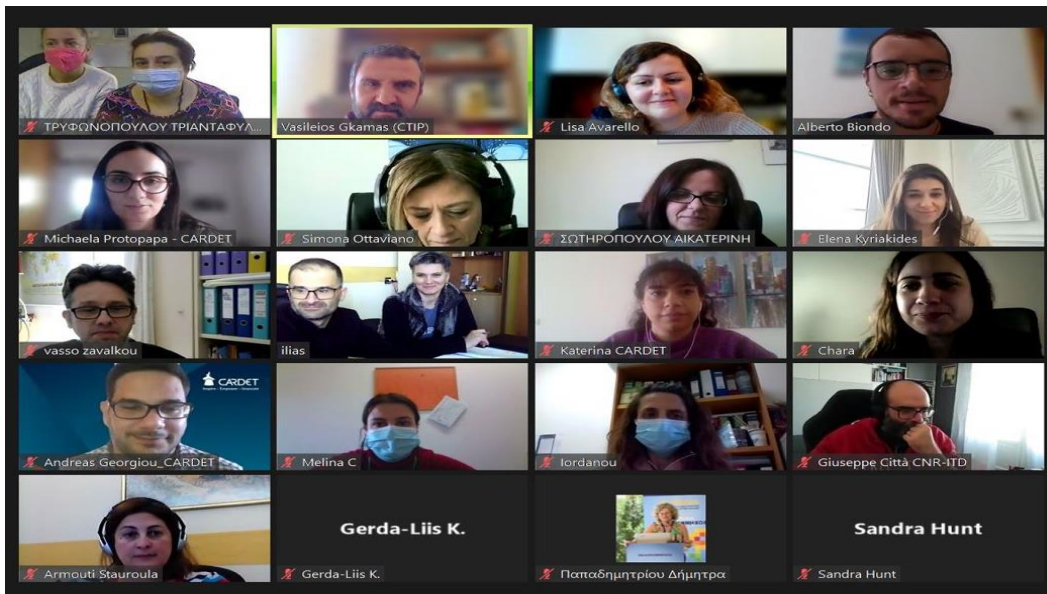 ΤΡΥΦΩΝΟΠΟΥΛΟΥ ΤΡΙΑΝΤΑΦΥΛ...
Vasileios Gkamas (CTIP)
Lisa Avarello
Alberto Biondo
Michaela Protopapa - CARDET
Simona Ottaviano
ΣΩΤΗΡΟΠΟΥΛΟΥ ΑΙΚΑΤΕΡΙΝΗ
Elena Kyriakides
vasso zavalkou
ilias
Katerina CARDET
Chara
CARDET
Andreas Georgiou_CARDET
Melina C
Iordanou
Giuseppe Città CNR-ITD
Armouti Stauroula
Gerda-Liis K.
Gerda-Liis K.
Παπαδημητρίου Δήμητρα
Sandra Hunt
Sandra Hunt